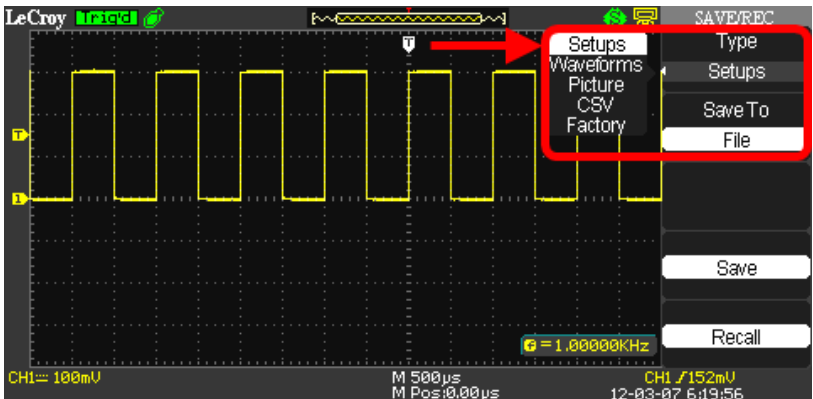 LeCroy Trig'd S SAVE/REC
T
Setups
Waveforms
Picture
CSV
Factory
Type
Setups
Save To
File
T
1
Save
Recall
f = 1.00000KHz
CH1 100mV
M 500µs
M Pos:0.00µs
CH1 152mV
12-03-07 6:19:56